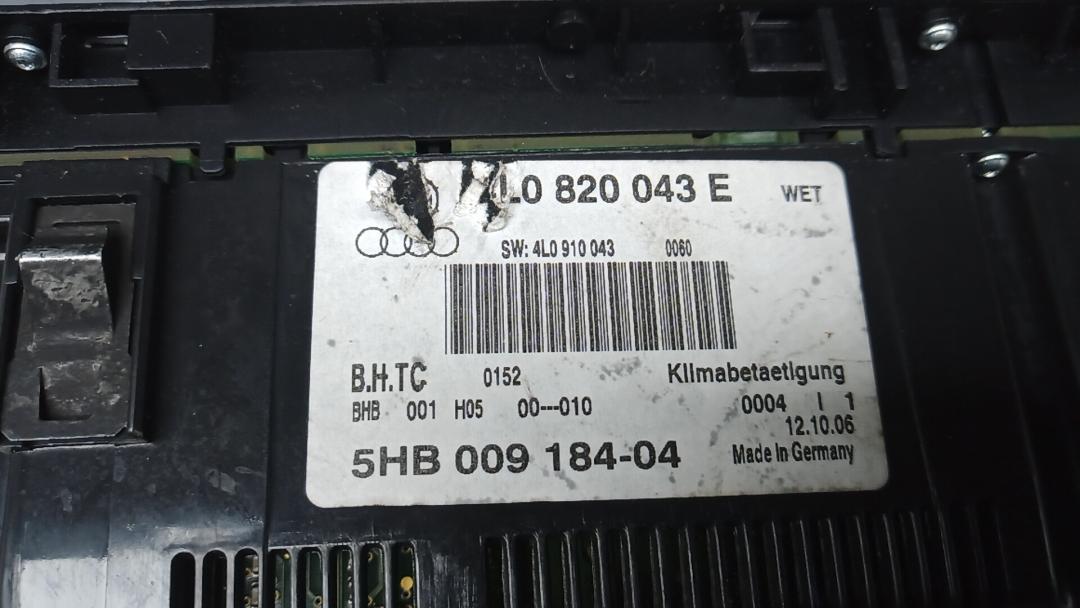 4L0 820 043 E WET
SW: 4L0 910 043 0060
B.H.TC 0152 Klimabetaetigung
BHB 001 H05 00---010 0004 I 1
12.10.06
5HB 009 184-04 Made In Germany